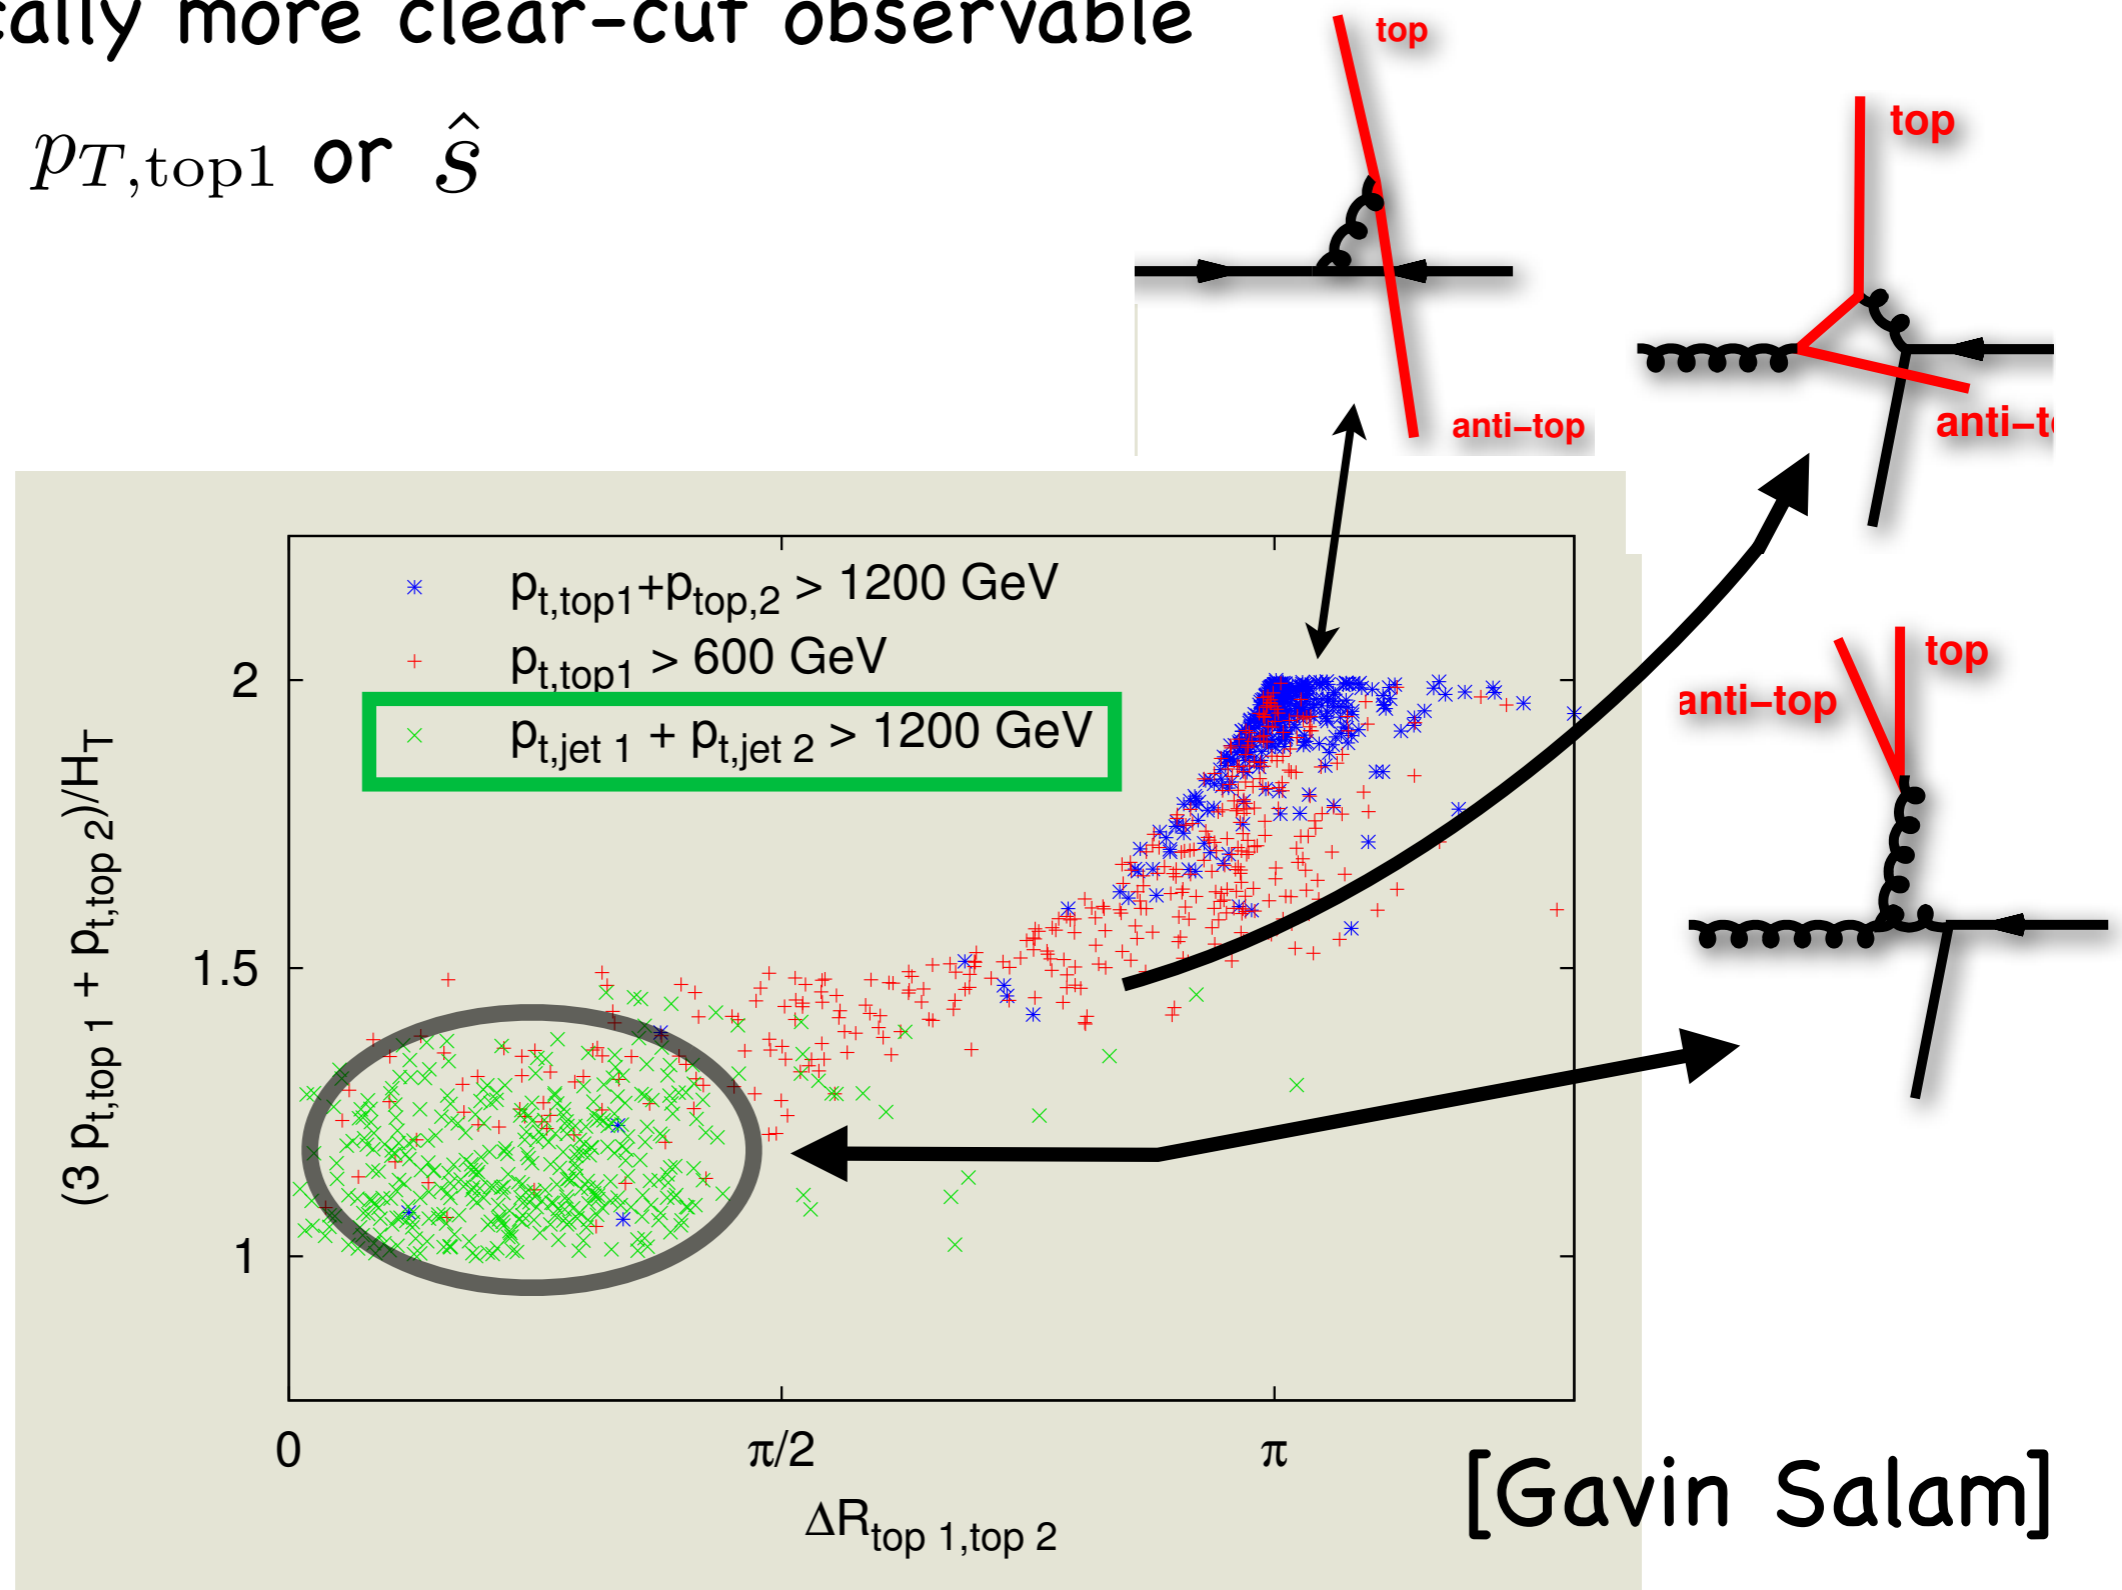 more clear-cut observable
p_{T,top1} or ŝ
top
top
anti-top
top
anti-top
p_{t,top1}+p_{top,2} > 1200 GeV
p_{t,top1} > 600 GeV
p_{t,jet 1} + p_{t,jet 2} > 1200 GeV
(3 p_{t,top 1} + p_{t,top 2})/H_T
2
1.5
1
0 π/2 π
ΔR_{top 1,top 2}
[Gavin Salam]